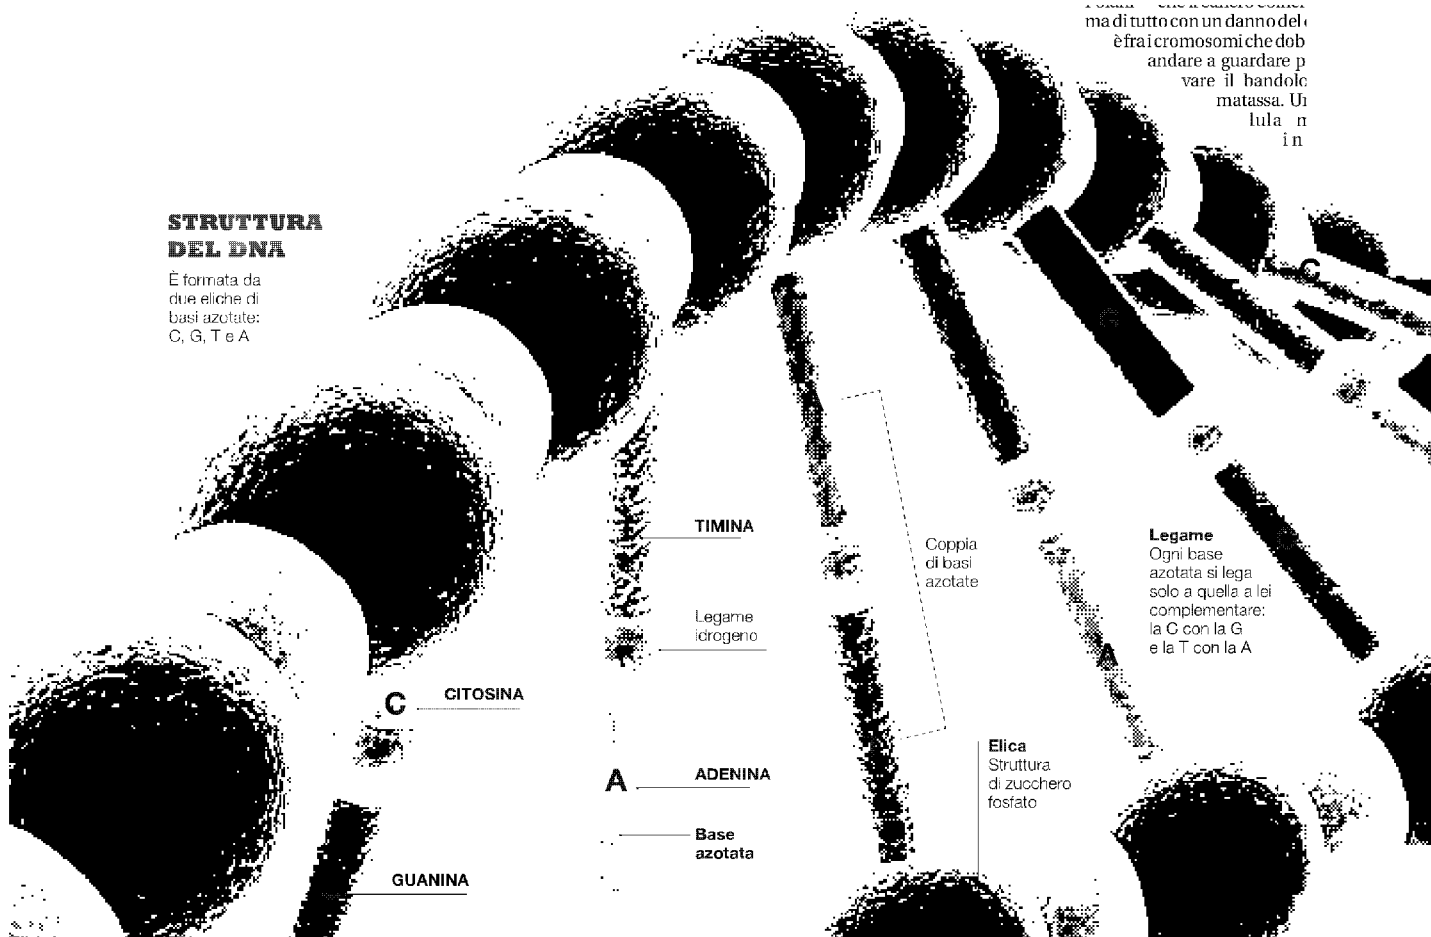 ma di tutto con un danno del
è fra i cromosomi che dob
andare a guardare p
vare il bandolo
matassa. Un
lula m
in
STRUTTURA
DEL DNA
È formata da
due eliche di
basi azotate:
C, G, T e A
C
G
TIMINA
Legame
idrogeno
Coppia
di basi
azotate
Legame
Ogni base
azotata si lega
solo a quella a lei
complementare:
la C con la G
e la T con la A
A
C
CITOSINA
A
ADENINA
Base
azotata
GUANINA
Elica
Struttura
di zucchero
fosfato